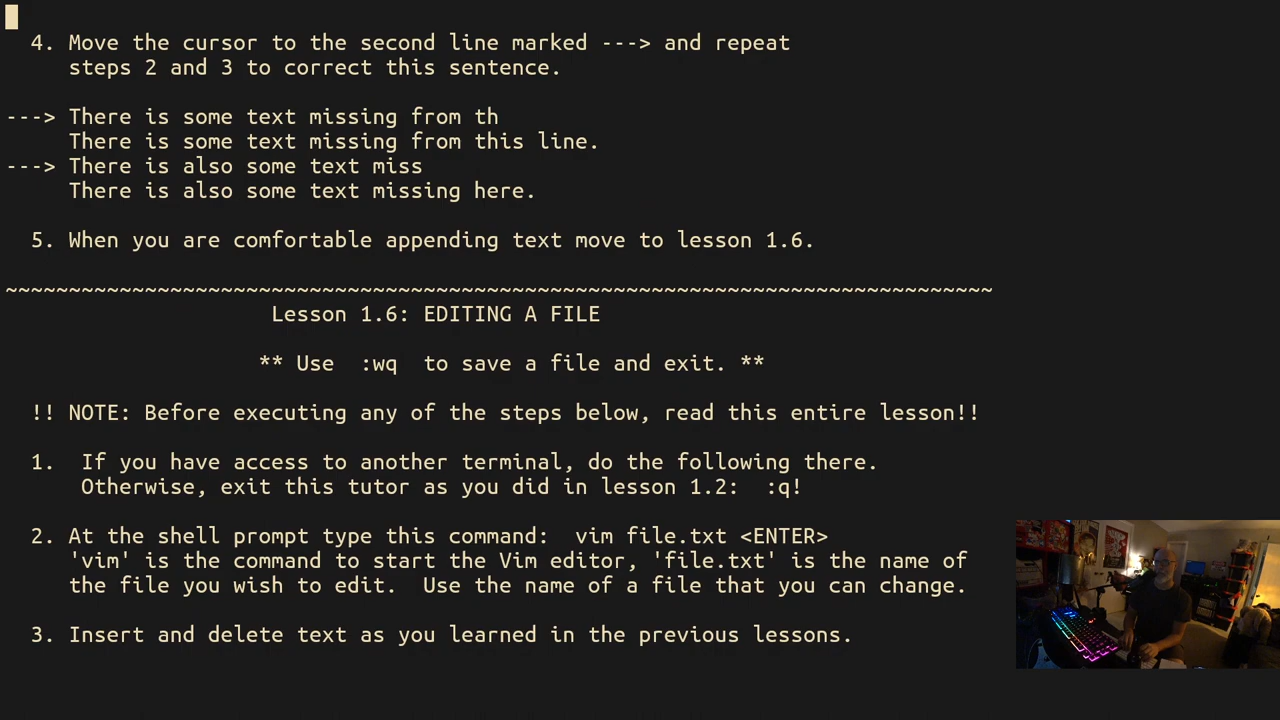 4. Move the cursor to the second line marked ---> and repeat
steps 2 and 3 to correct this sentence.
---> There is some text missing from th
There is some text missing from this line.
---> There is also some text miss
There is also some text missing here.
5. When you are comfortable appending text move to lesson 1.6.
~~~~~~~~~~~~~~~~~~~~~~~~~~~~~~~~~~~~~~~~~~~~~~~~~~~~~~~~~~~~~~~~~~~~~~~~~~~~~~
Lesson 1.6: EDITING A FILE
** Use  :wq  to save a file and exit. **
!! NOTE: Before executing any of the steps below, read this entire lesson!!
1.  If you have access to another terminal, do the following there.
Otherwise, exit this tutor as you did in lesson 1.2:  :q!
2. At the shell prompt type this command:  vim file.txt <ENTER>
'vim' is the command to start the Vim editor, 'file.txt' is the name of
the file you wish to edit.  Use the name of a file that you can change.
3. Insert and delete text as you learned in the previous lessons.